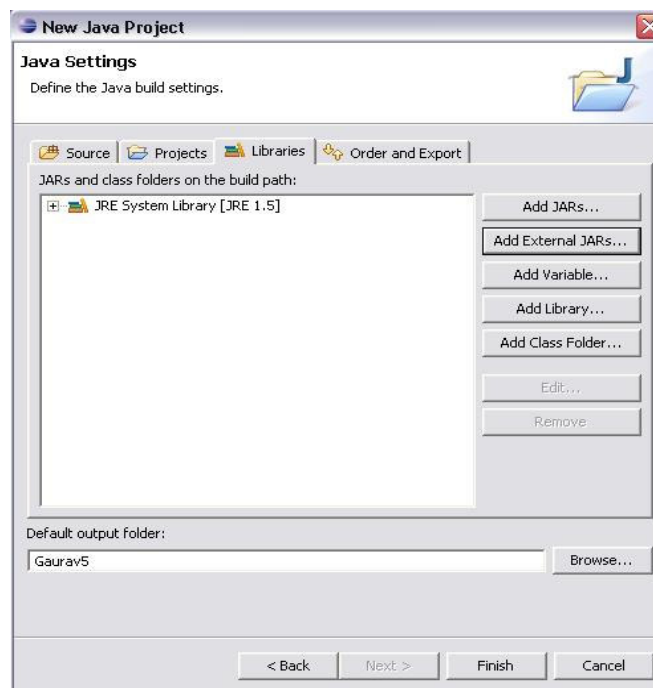 New Java Project
Java Settings
Define the Java build settings.
Source Projects Libraries Order and Export
JARs and class folders on the build path:
JRE System Library [JRE 1.5]
Add JARs...
Add External JARs...
Add Variable...
Add Library...
Add Class Folder...
Edit...
Remove
Default output folder:
Gaurav5 Browse...
< Back Next > Finish Cancel